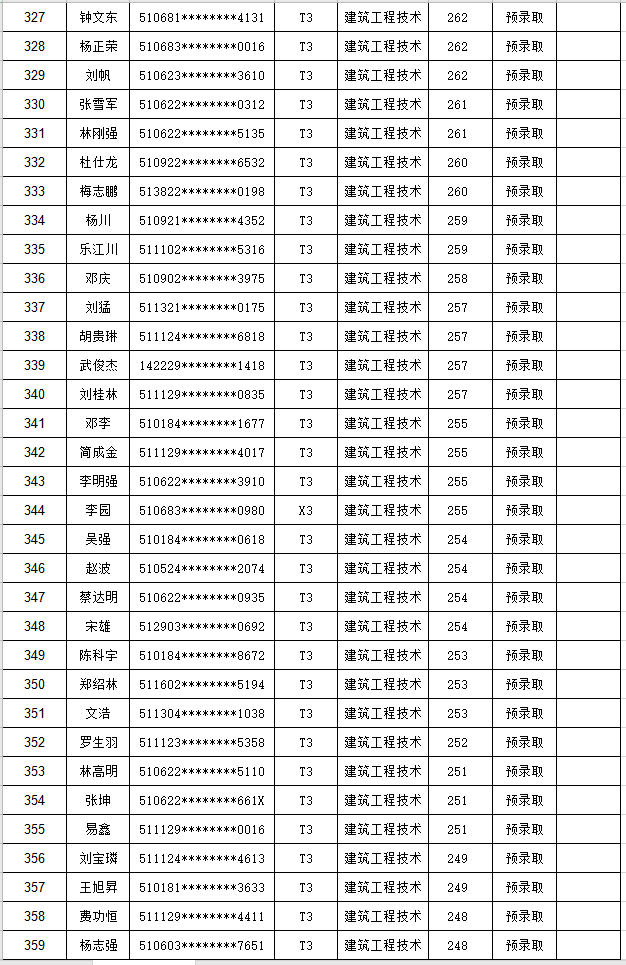 327 钟文东 510681********4131 T3 建筑工程技术 262 预录取
328 杨正荣 510683********0016 T3 建筑工程技术 262 预录取
329 刘帆 510623********3610 T3 建筑工程技术 262 预录取
330 张雪军 510622********0312 T3 建筑工程技术 261 预录取
331 林刚强 510622********5135 T3 建筑工程技术 261 预录取
332 杜仕龙 510922********6532 T3 建筑工程技术 260 预录取
333 梅志鹏 513822********0198 T3 建筑工程技术 260 预录取
334 杨川 510921********4352 T3 建筑工程技术 259 预录取
335 乐江川 511102********5316 T3 建筑工程技术 259 预录取
336 邓庆 510902********3975 T3 建筑工程技术 258 预录取
337 刘猛 511321********0175 T3 建筑工程技术 257 预录取
338 胡贵琳 511124********6818 T3 建筑工程技术 257 预录取
339 武俊杰 142229********1418 T3 建筑工程技术 257 预录取
340 刘桂林 511129********0835 T3 建筑工程技术 257 预录取
341 邓李 510184********1677 T3 建筑工程技术 255 预录取
342 简成金 511129********4017 T3 建筑工程技术 255 预录取
343 李明强 510622********3910 T3 建筑工程技术 255 预录取
344 李园 510683********0980 X3 建筑工程技术 255 预录取
345 吴强 510184********0618 T3 建筑工程技术 254 预录取
346 赵波 510524********2074 T3 建筑工程技术 254 预录取
347 蔡达明 510622********0935 T3 建筑工程技术 254 预录取
348 宋雄 512903********0692 T3 建筑工程技术 254 预录取
349 陈科宇 510184********8672 T3 建筑工程技术 253 预录取
350 郑绍林 511602********5194 T3 建筑工程技术 253 预录取
351 文浩 511304********1038 T3 建筑工程技术 253 预录取
352 罗生羽 511123********5358 T3 建筑工程技术 252 预录取
353 林高明 510622********5110 T3 建筑工程技术 251 预录取
354 张坤 510622********661X T3 建筑工程技术 251 预录取
355 易鑫 511129********0016 T3 建筑工程技术 251 预录取
356 刘宝璘 511124********4613 T3 建筑工程技术 249 预录取
357 王旭昇 510181********3633 T3 建筑工程技术 249 预录取
358 费功恒 511129********4411 T3 建筑工程技术 248 预录取
359 杨志强 510603********7651 T3 建筑工程技术 248 预录取